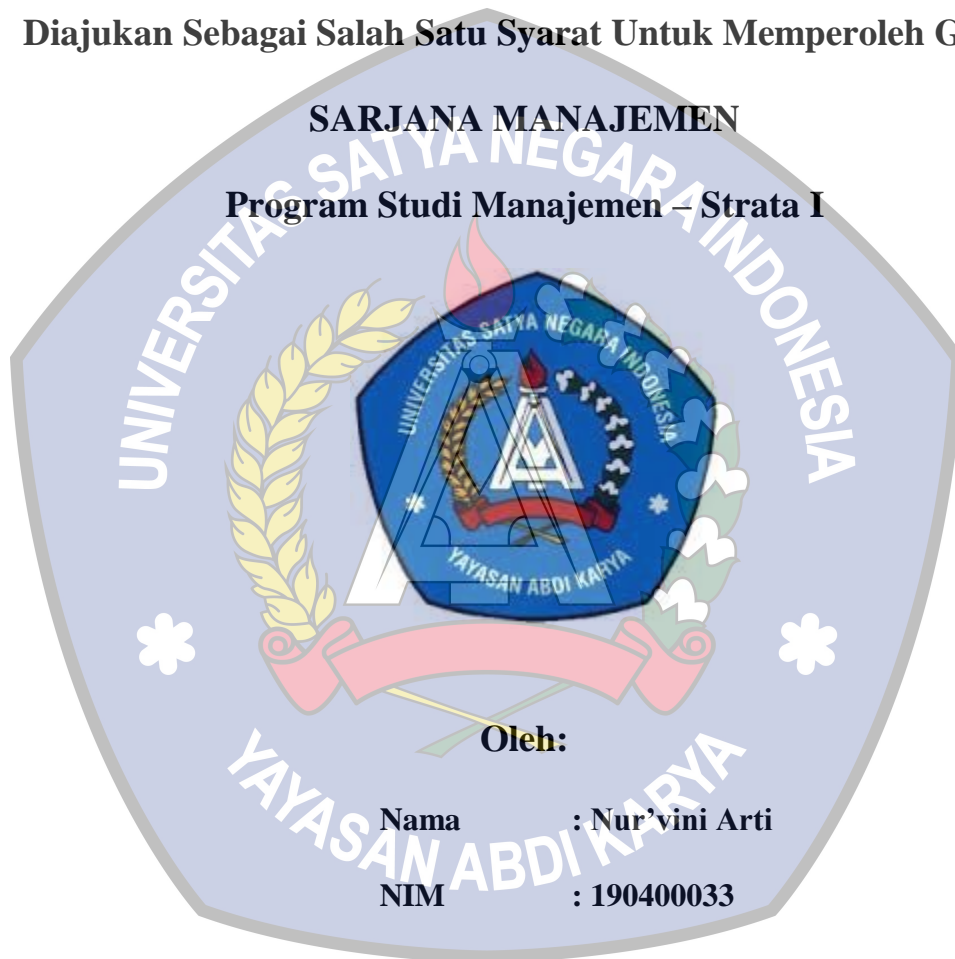 Diajukan Sebagai Salah Satu Syarat Untuk Memperoleh G
SARJANA MANAJEMEN
Program Studi Manajemen – Strata I
UNIVERSITAS SATYA NEGARA INDONESIA
UNIVERSITAS SATYA NEGARA INDONESIA
YAYASAN ABDI KARYA
Oleh:
Nama : Nur’vini Arti
NIM : 190400033
YAYASAN ABDI KARYA